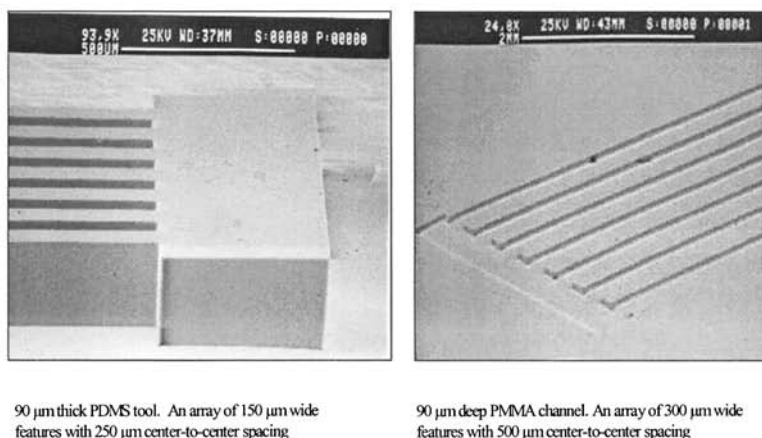 93.9X 25KV WD:37MM S:00000 P:00000
500UM
24.0X 25KV WD:43MM S:00000 P:00001
2MM
90 µm thick PDMS tool. An array of 150 µm wide
features with 250 µm center-to-center spacing
90 µm deep PMMA channel. An array of 300 µm wide
features with 500 µm center-to-center spacing